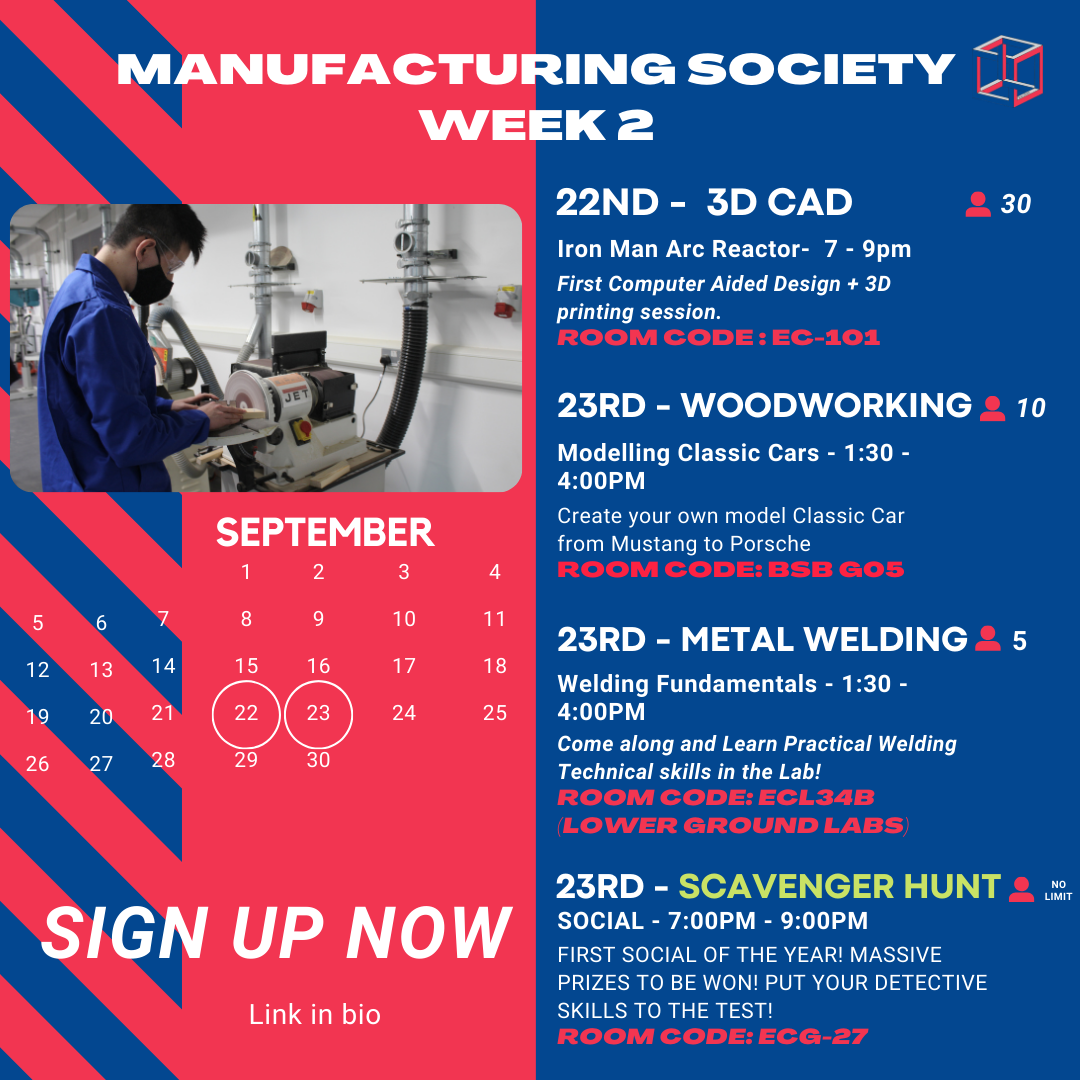 MANUFACTURING SOCIETY
WEEK 2
JET
SEPTEMBER
1 2 3 4
5 6 7 8 9 10 11
12 13 14 15 16 17 18
19 20 21 22 23 24 25
26 27 28 29 30
SIGN UP NOW
Link in bio
22ND - 3D CAD 30
Iron Man Arc Reactor- 7 - 9pm
First Computer Aided Design + 3D
printing session.
ROOM CODE : EC-101
23RD - WOODWORKING 10
Modelling Classic Cars - 1:30 -
4:00PM
Create your own model Classic Car
from Mustang to Porsche
ROOM CODE: BSB G05
23RD - METAL WELDING 5
Welding Fundamentals - 1:30 -
4:00PM
Come along and Learn Practical Welding
Technical skills in the Lab!
ROOM CODE: ECL34B
(LOWER GROUND LABS)
23RD - SCAVENGER HUNT NO
LIMIT
SOCIAL - 7:00PM - 9:00PM
FIRST SOCIAL OF THE YEAR! MASSIVE
PRIZES TO BE WON! PUT YOUR DETECTIVE
SKILLS TO THE TEST!
ROOM CODE: ECG-27